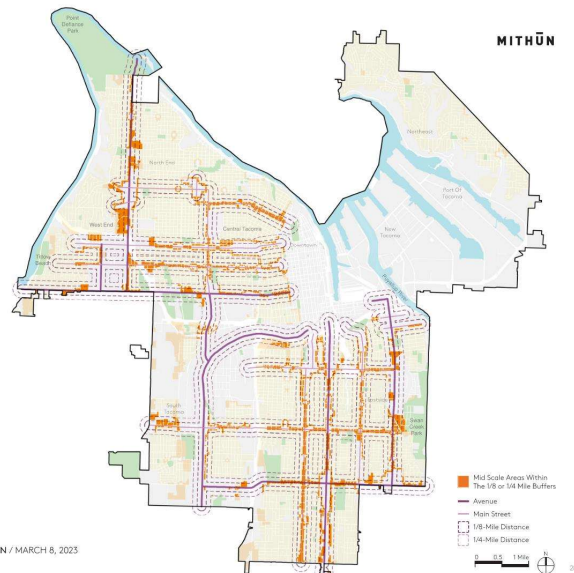 Point
Defiance
Park
MITHŪN
Northeast
North End
Port Of
Tacoma
West End
Central Tacoma
New
Tacoma
Downtown
South
Tacoma
Swan
Creek
Park
Mid Scale Areas Within
The 1/8 or 1/4 Mile Buffers
Avenue
Main Street
1/8-Mile Distance
1/4-Mile Distance
0 0.5 1 Mile
N
N / MARCH 8, 2023